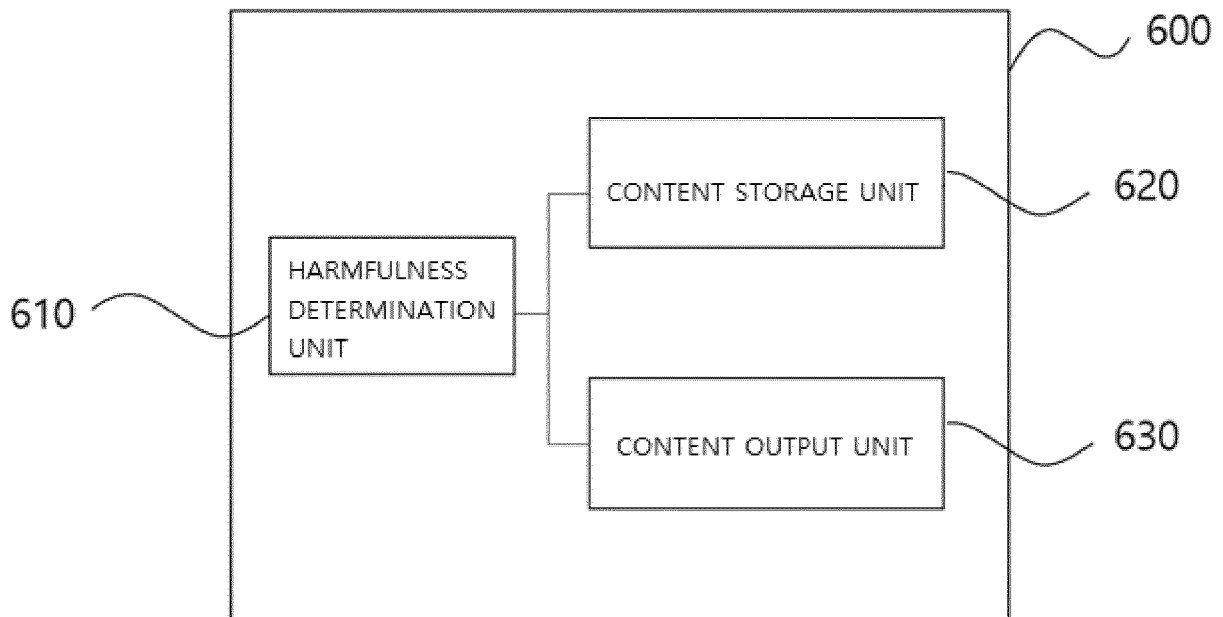 600
CONTENT STORAGE UNIT
620
HARMFULNESS
DETERMINATION
UNIT
610
CONTENT OUTPUT UNIT
630